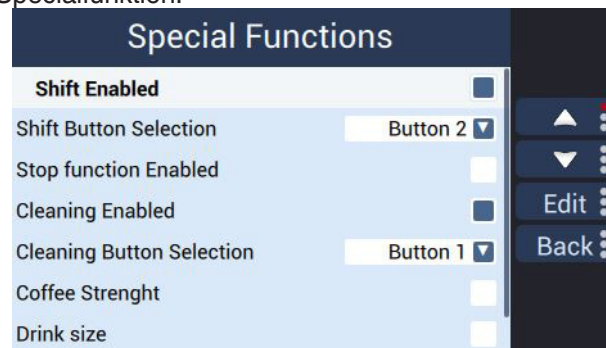 Specialfunktion.
Special Functions
Shift Enabled
Shift Button Selection Button 2
Stop function Enabled
Cleaning Enabled
Edit
Cleaning Button Selection Button 1
Back
Coffee Strenght
Drink size